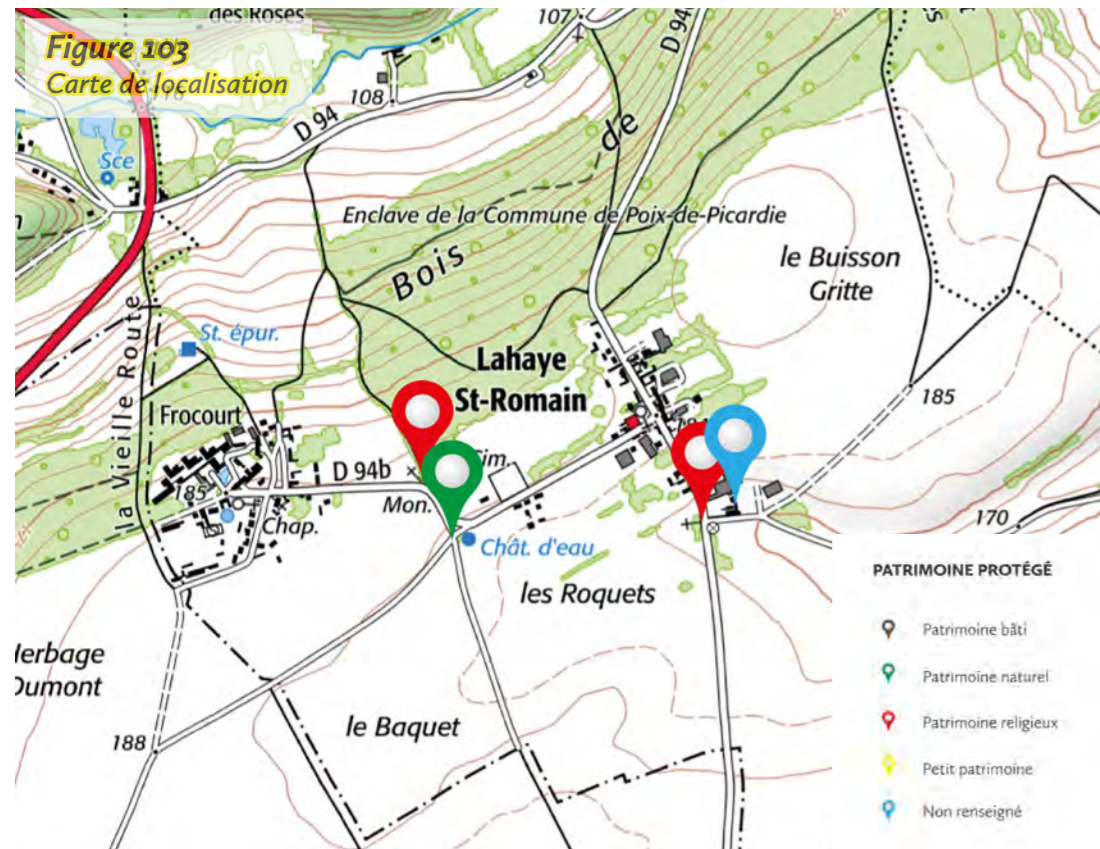 des Roses
Figure 103
Carte de localisation
107
D 94
108
D 94
Sce
de
Enclave de la Commune de Poix-de-Picardie
Bois
le Buisson
Gritte
la Vieille Route
St. épur.
Lahaye
St-Romain
Frocourt
185
D 94b
185
Mon.
Chap.
Chât. d'eau
170
les Roquets
le Baquet
188
PATRIMOINE PROTÉGÉ
Patrimoine bâti
Patrimoine naturel
Patrimoine religieux
Petit patrimoine
Non renseigné